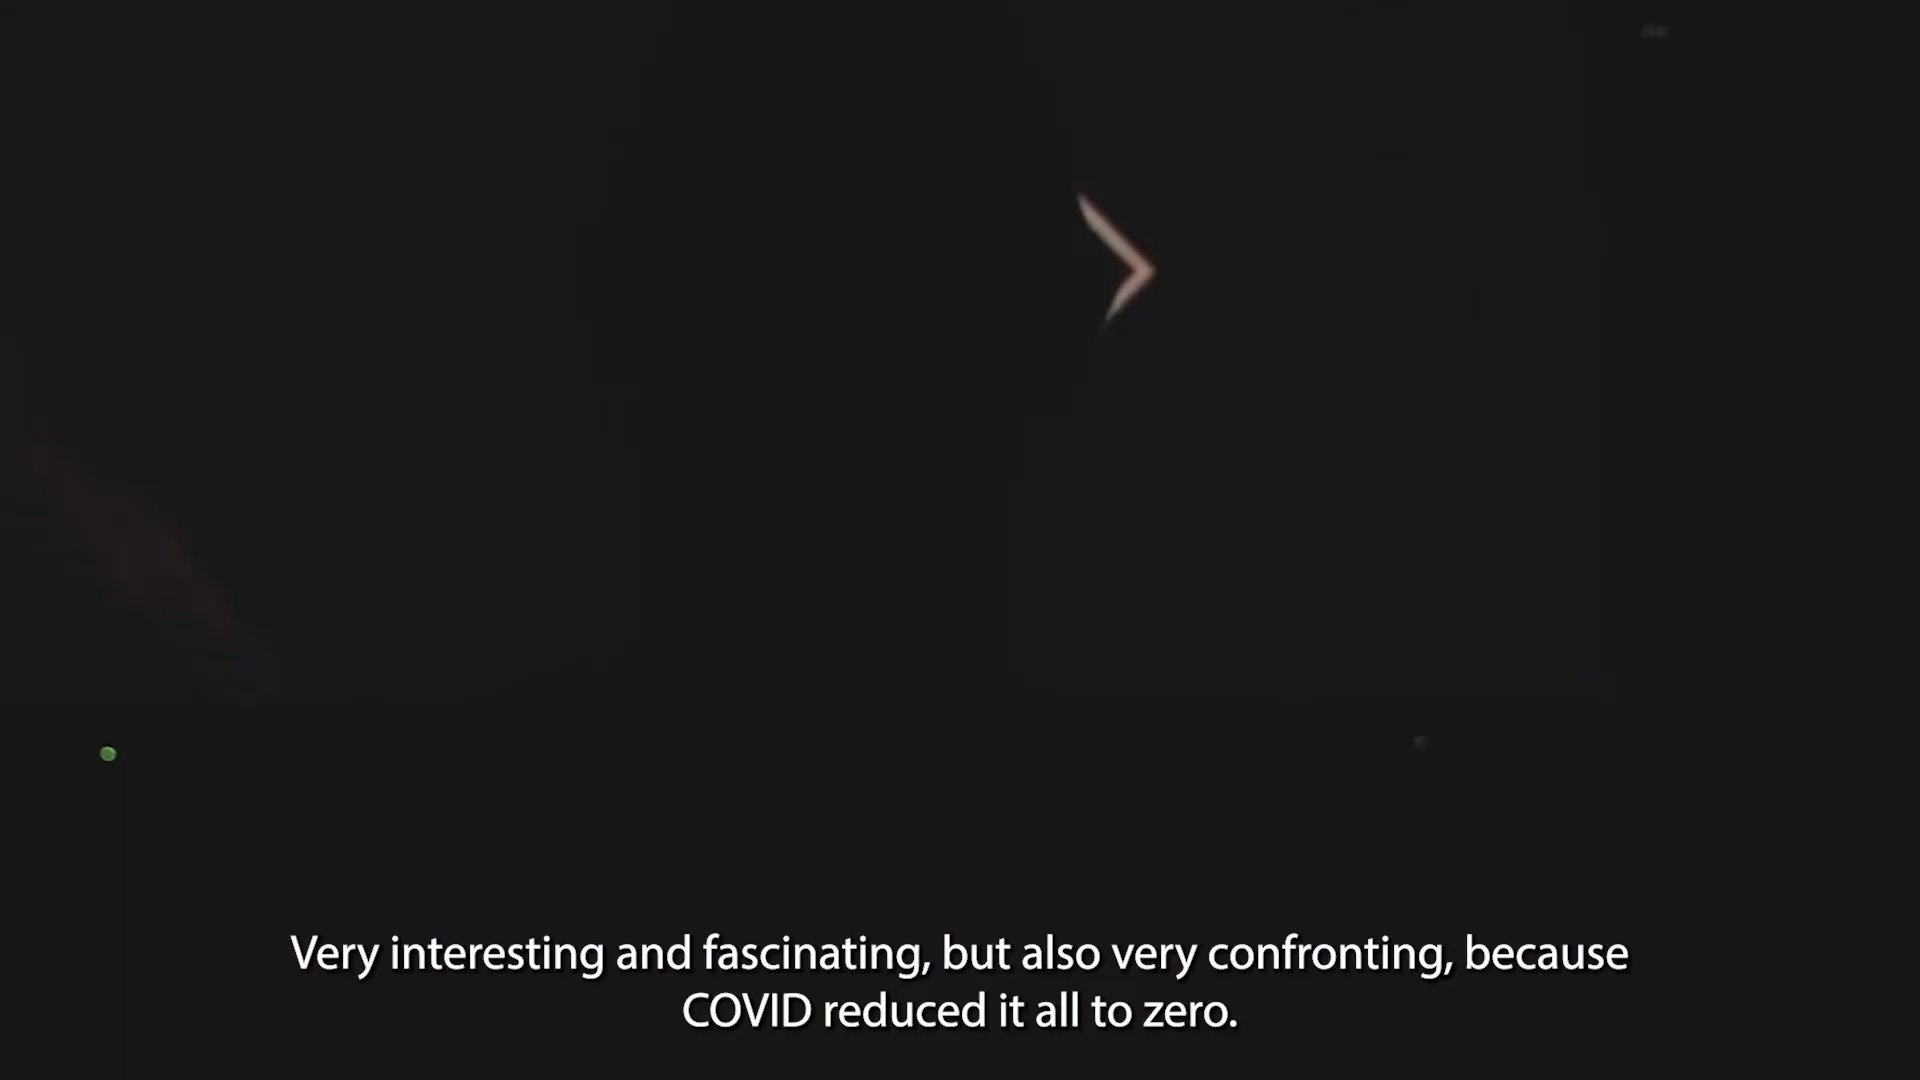 Very interesting and fascinating, but also very confronting, because
COVID reduced it all to zero.